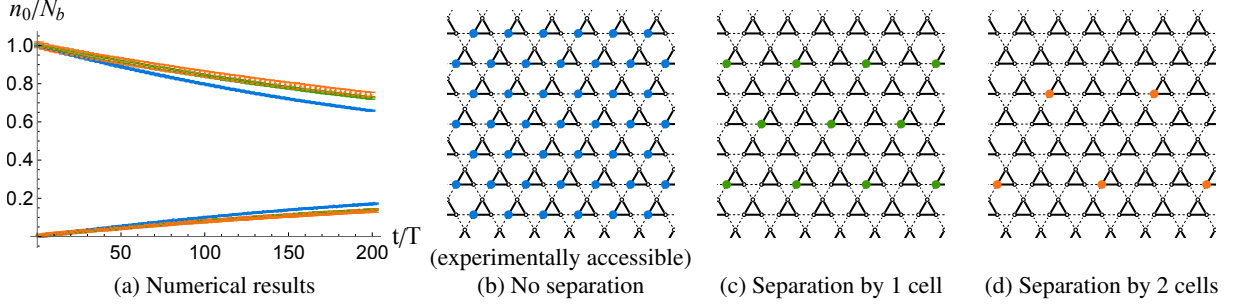 n₀/N_b
1.0
0.8
0.6
0.4
0.2
50
100
150
200
t/T
(a) Numerical results
(experimentally accessible)
(b) No separation
(c) Separation by 1 cell
(d) Separation by 2 cells